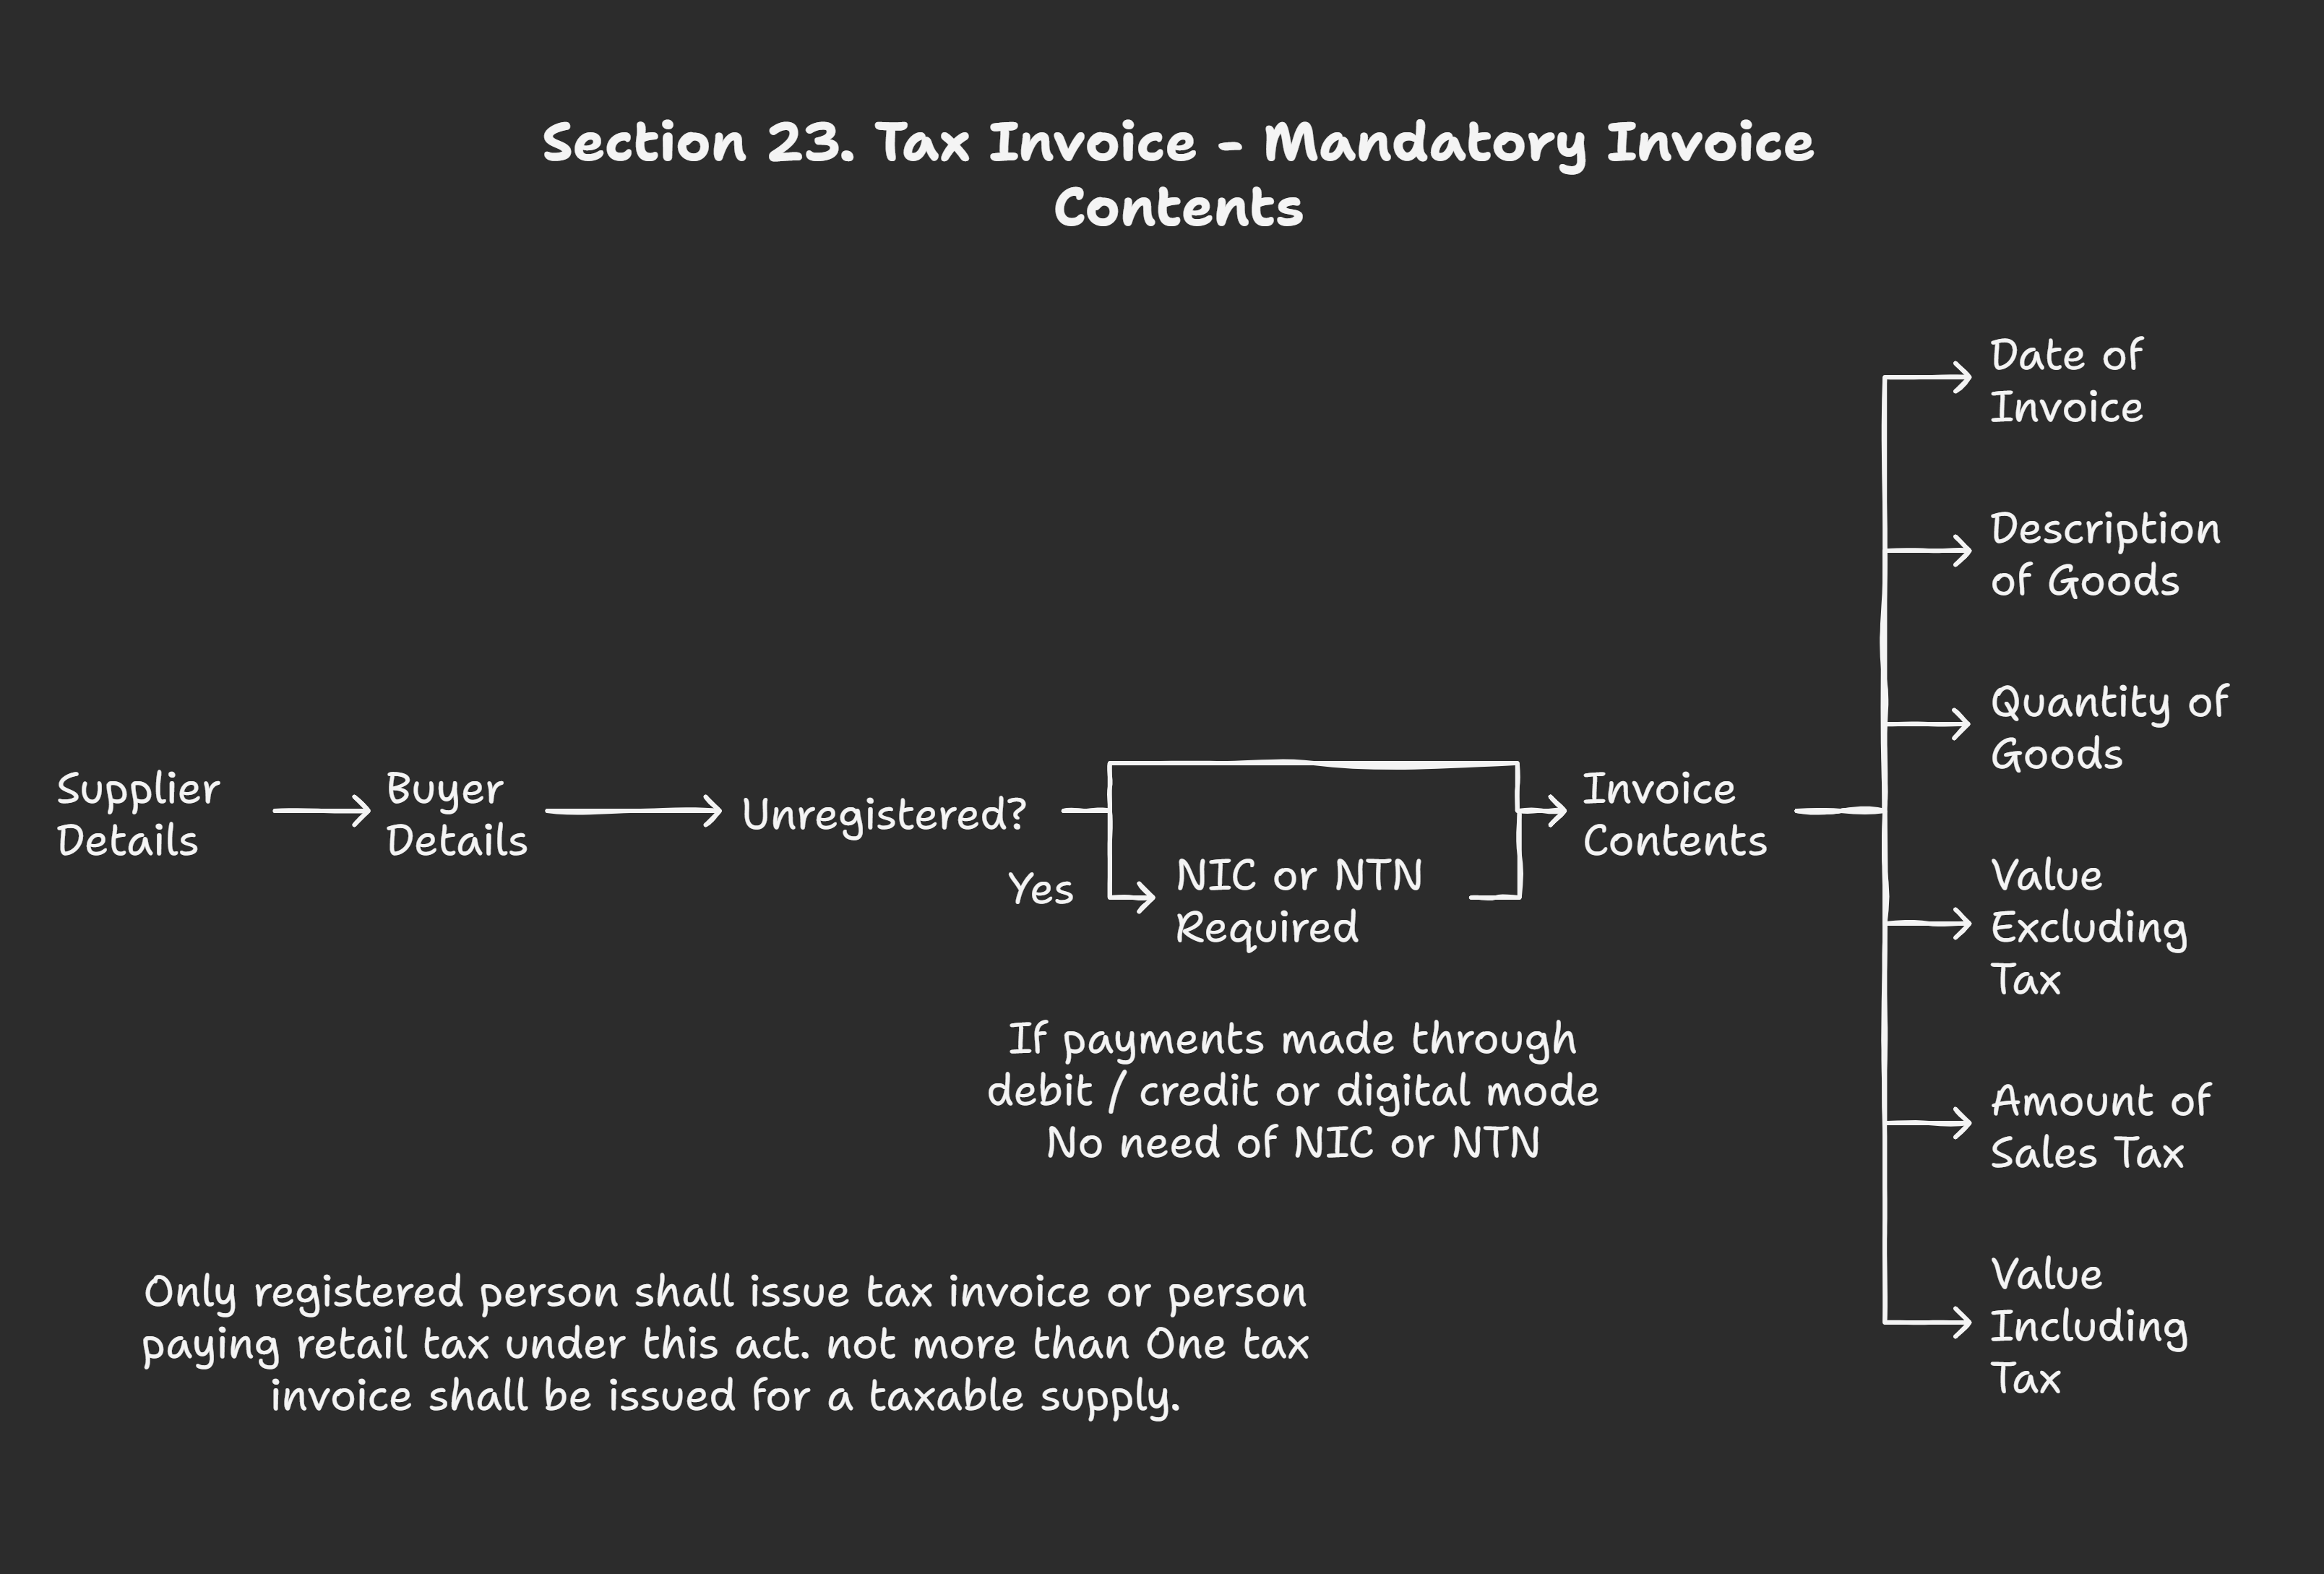 Section 23. Tax Invoice - Mandatory Invoice
Contents
Supplier
Details
Buyer
Details
Unregistered?
Yes
NIC or NTN
Required
If payments made through
debit / credit or digital mode
No need of NIC or NTN
Invoice
Contents
Date of
Invoice
Description
of Goods
Quantity of
Goods
Value
Excluding
Tax
Amount of
Sales Tax
Value
Including
Tax
Only registered person shall issue tax invoice or person
paying retail tax under this act. not more than One tax
invoice shall be issued for a taxable supply.